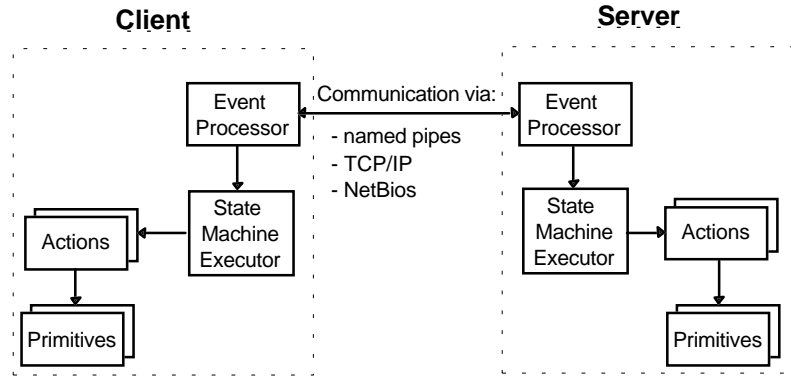 Client
Server
Event
Processor
Communication via:
- named pipes
- TCP/IP
- NetBios
Event
Processor
State
Machine
Executor
Actions
Primitives
State
Machine
Executor
Actions
Primitives